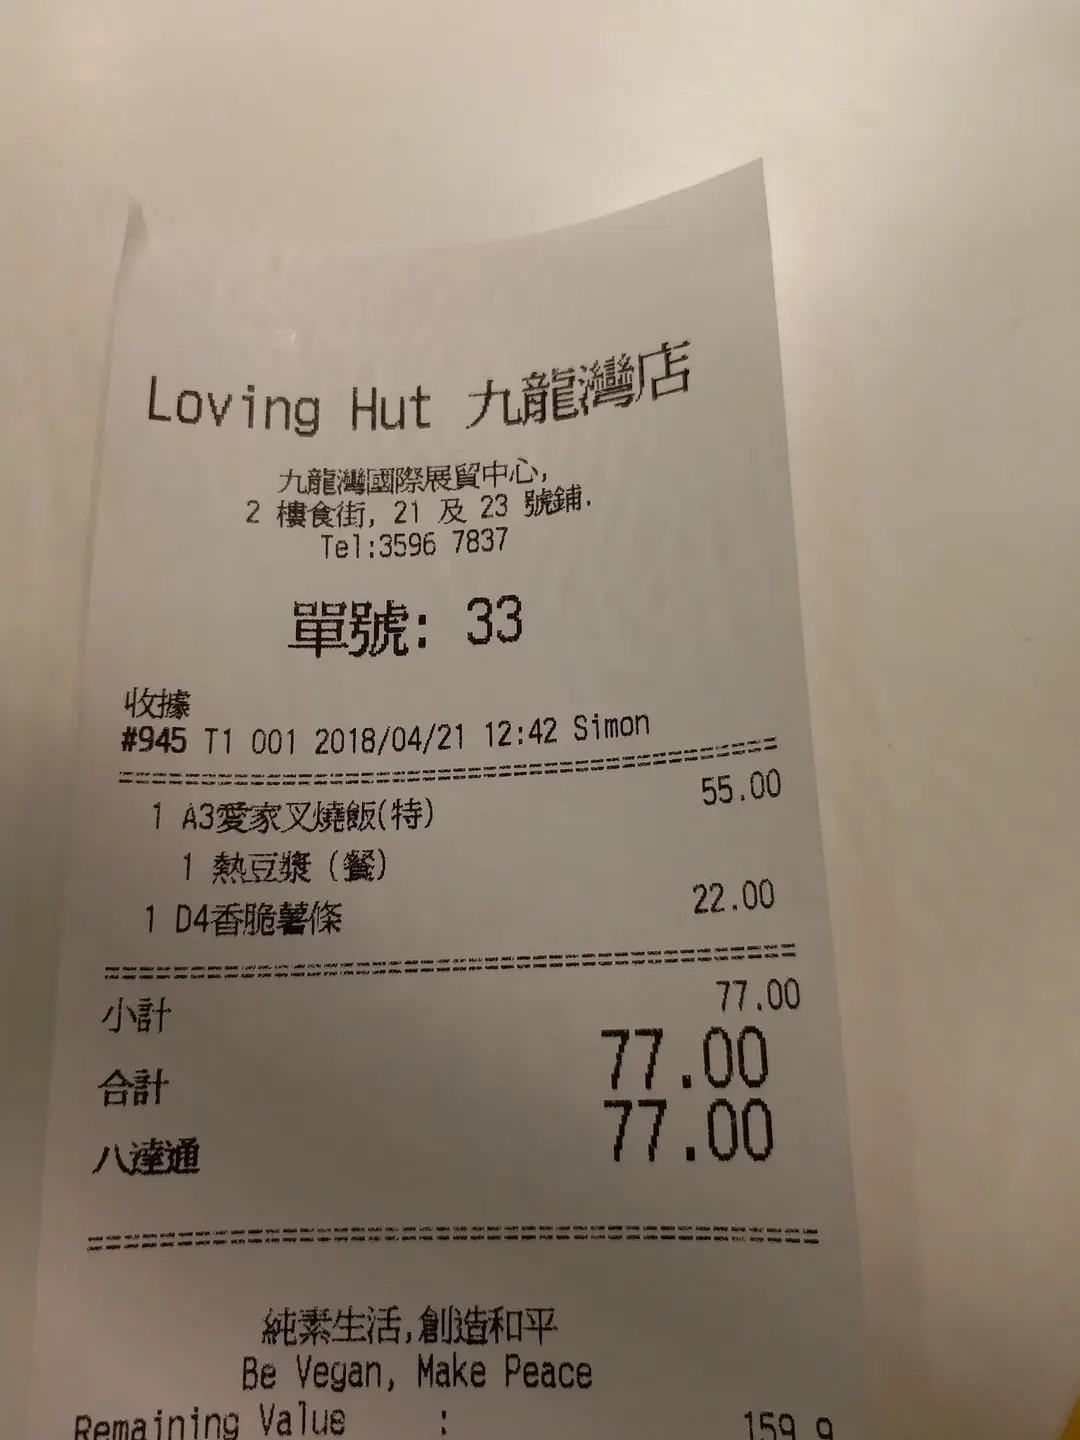 Loving Hut 九龍灣店
九龍灣國際展貿中心,
2 樓食街, 21 及 23 號鋪.
Tel:3596 7837
單號: 33
收據
#945 T1 001 2018/04/21 12:42 Simon
1 A3愛家叉燒飯(特) 55.00
1 熱豆漿 (餐)
1 D4香脆薯條 22.00
小計 77.00
合計 77.00
八達通 77.00
純素生活,創造和平
Be Vegan, Make Peace
Remaining Value :